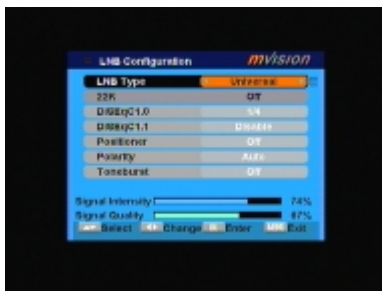 LNB Configuration mvision
LNB Type Universal
22K Off
DiSEqC1.0 1/4
DiSEqC1.1 Disable
Positioner Off
Polarity Auto
Toneburst Off
Signal Intensity 74%
Signal Quality 67%
Select Change Enter Exit